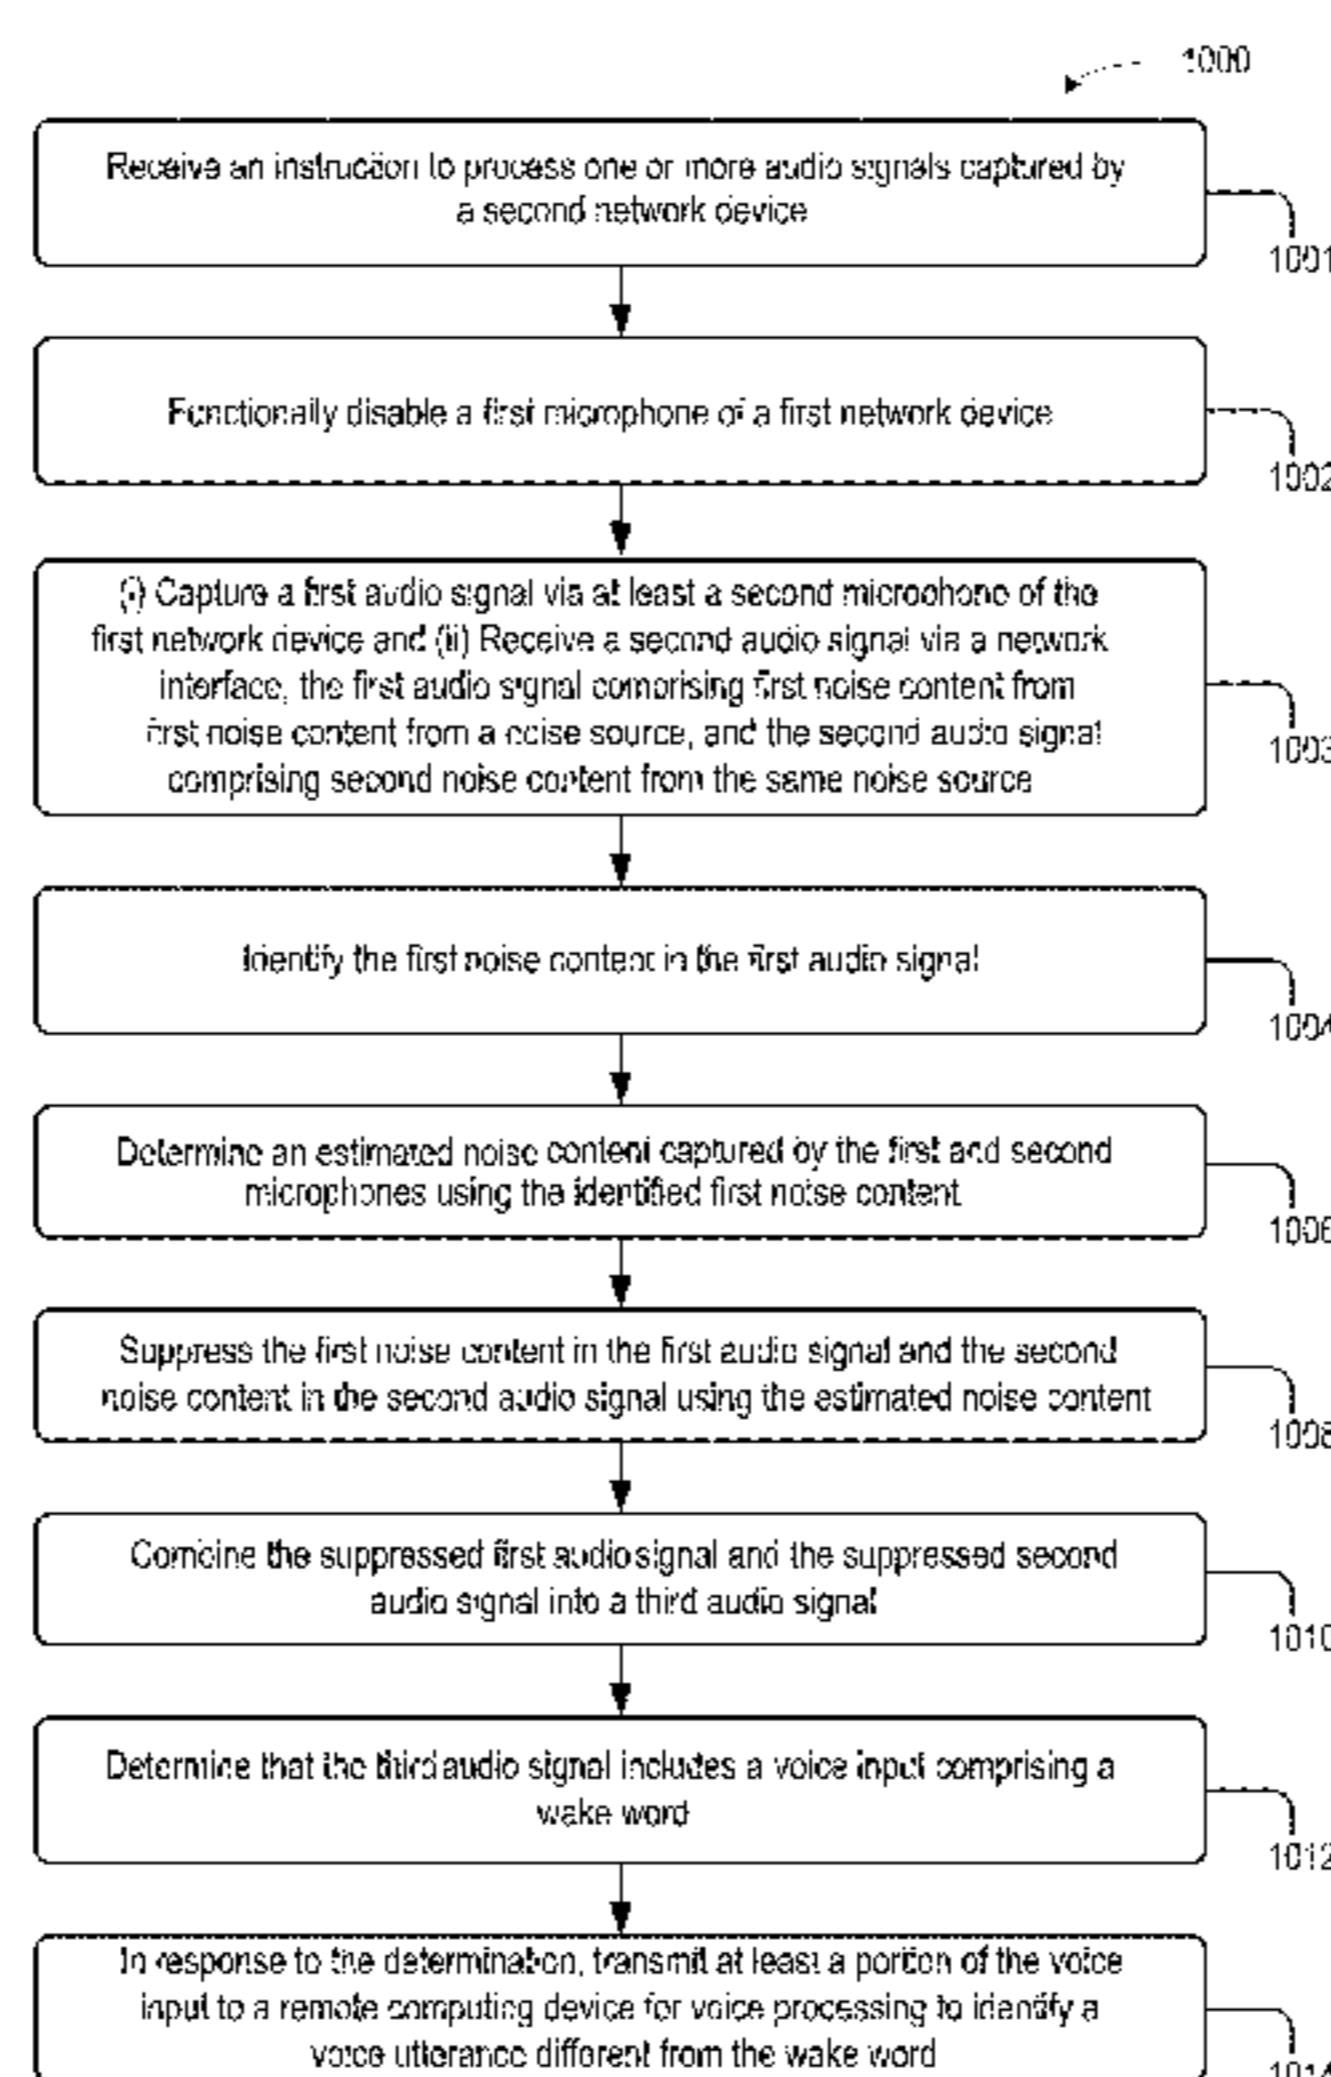 1000
Receive an instruction to process one or more audio signals captured by
a second network device
1001
Functionally disable a first microphone of a first network device
1002
(i) Capture a first audio signal via at least a second microphone of the
first network device and (ii) Receive a second audio signal via a network
interface, the first audio signal comprising first noise content from
first noise content from a noise source, and the second audio signal
comprising second noise content from the same noise source
1003
Identify the first noise content in the first audio signal
1004
Determine an estimated noise content captured by the first and second
microphones using the identified first noise content
1006
Suppress the first noise content in the first audio signal and the second
noise content in the second audio signal using the estimated noise content
1008
Combine the suppressed first audio signal and the suppressed second
audio signal into a third audio signal
1010
Determine that the third audio signal includes a voice input comprising a
wake word
1012
In response to the determination, transmit at least a portion of the voice
input to a remote computing device for voice processing to identify a
voice utterance different from the wake word
1014